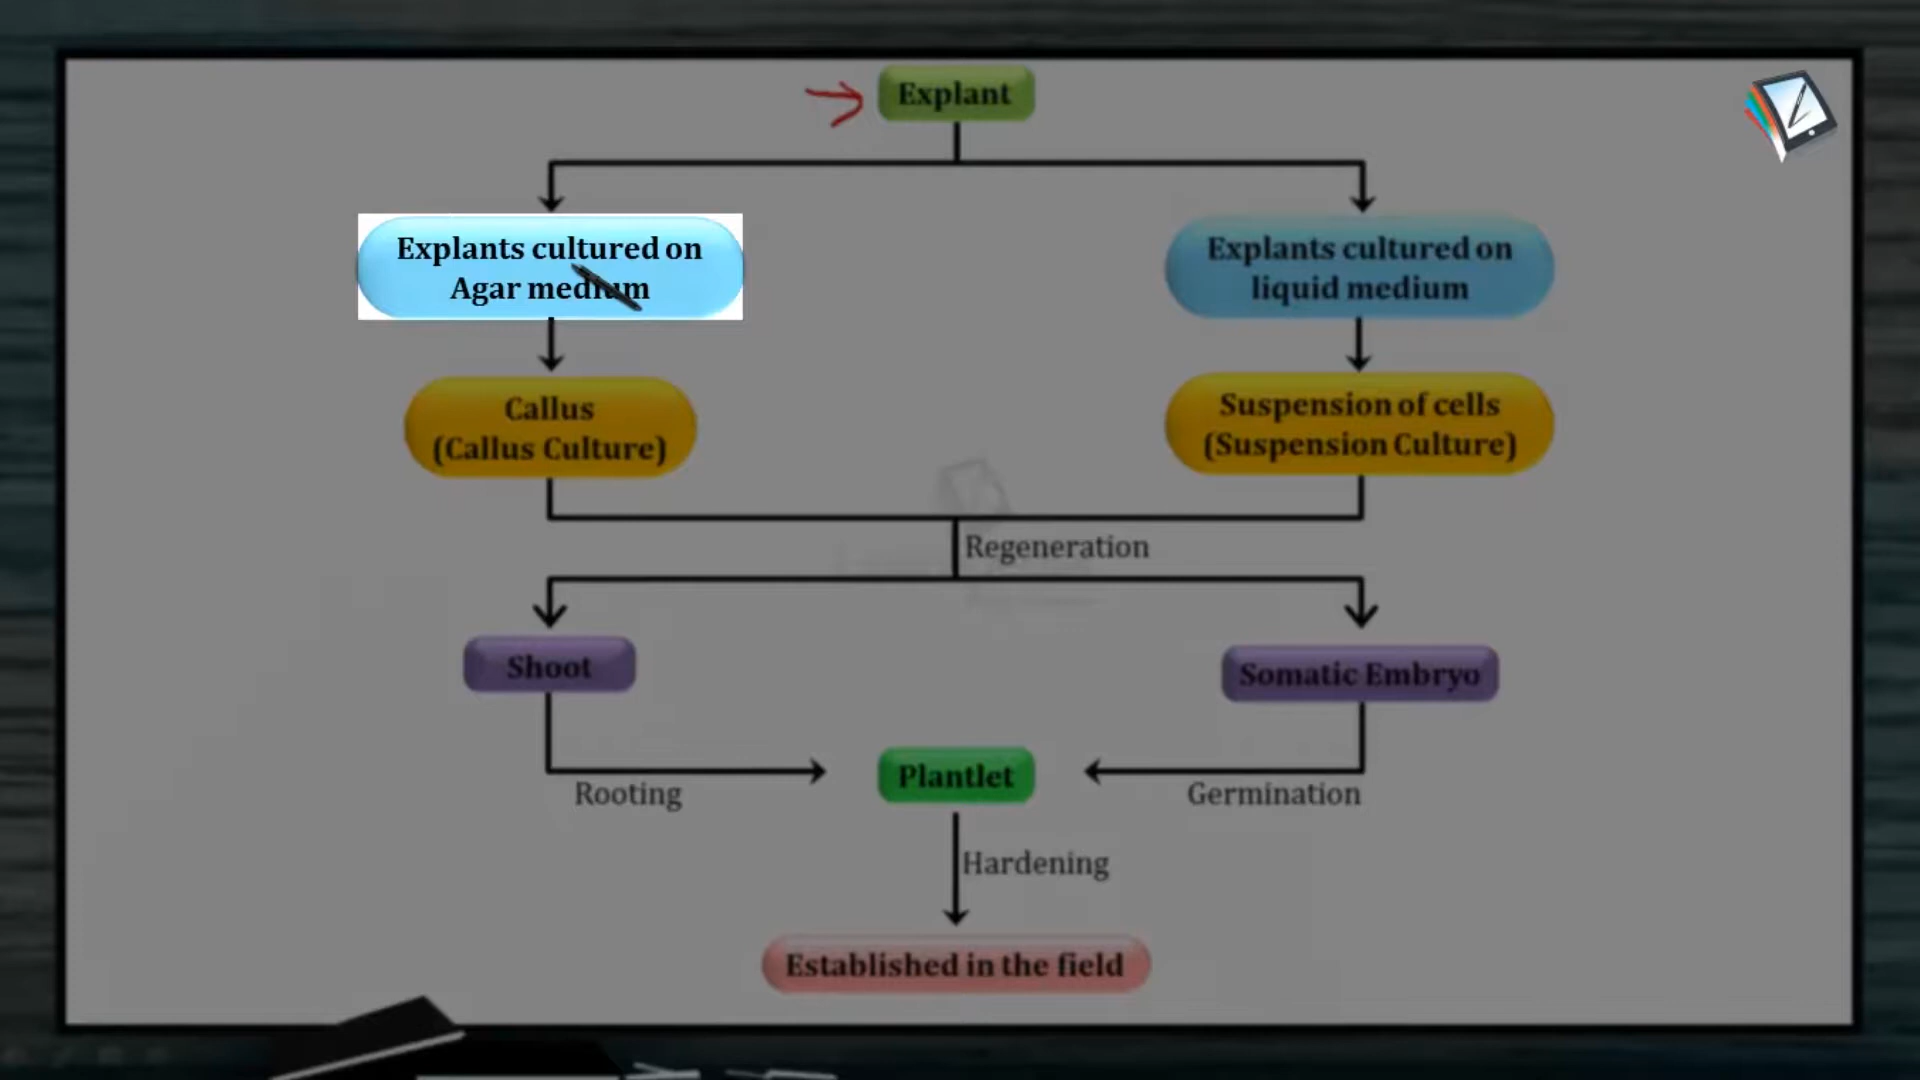 Explant
Explants cultured on
Agar medium
Explants cultured on
liquid medium
Callus
(Callus Culture)
Suspension of cells
(Suspension Culture)
Regeneration
Shoot
Somatic Embryo
Plantlet
Rooting
Germination
Hardening
Established in the field